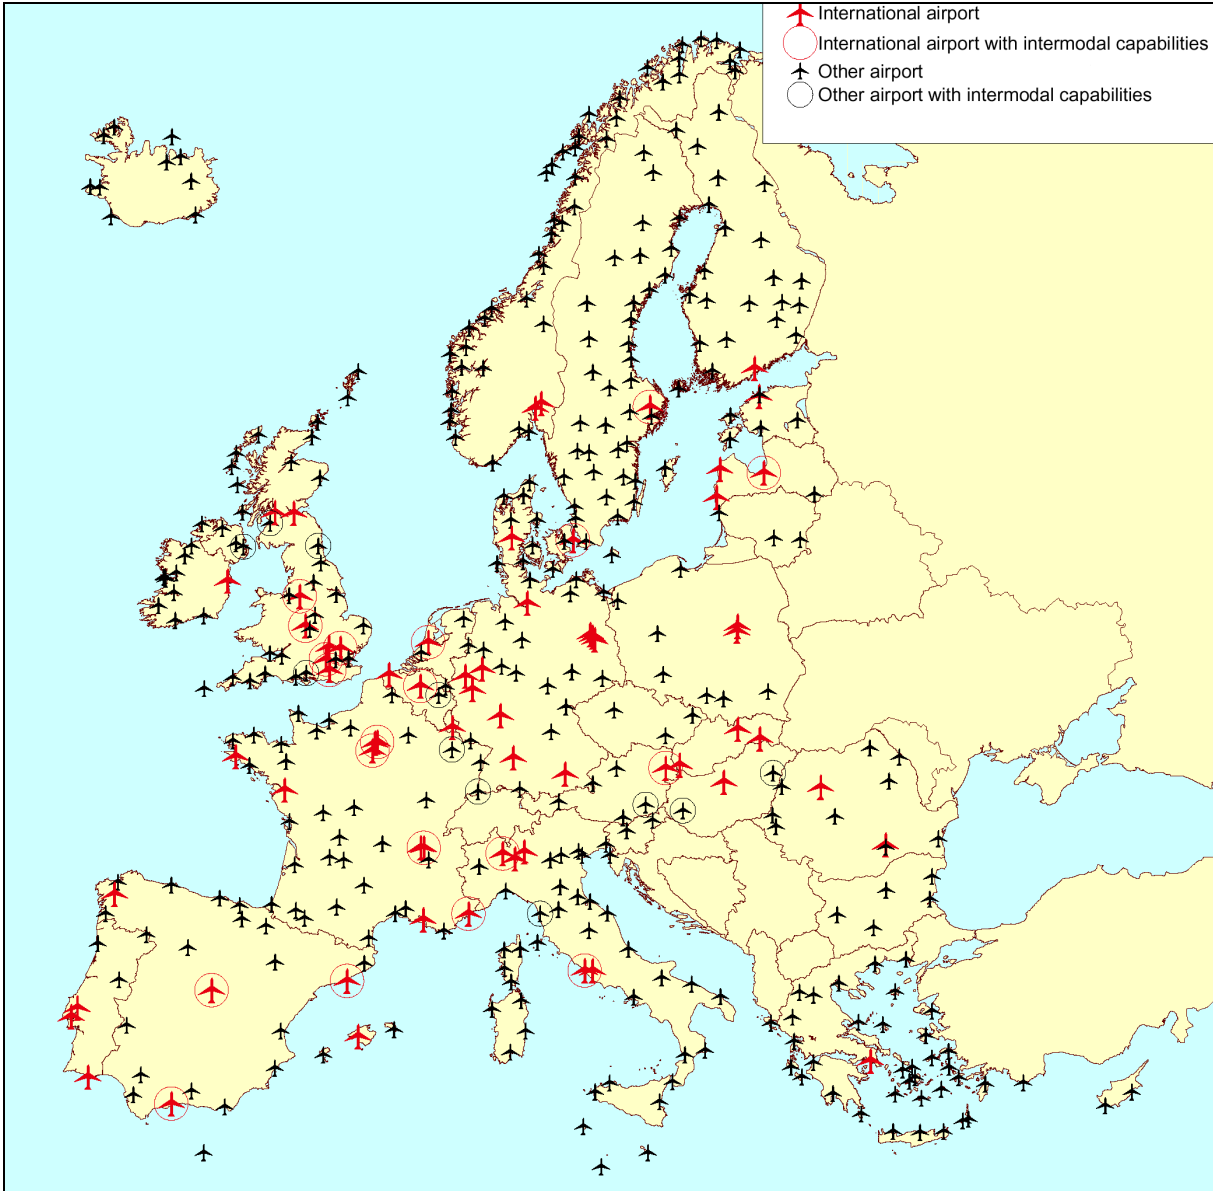 International airport
International airport with intermodal capabilities
Other airport
Other airport with intermodal capabilities